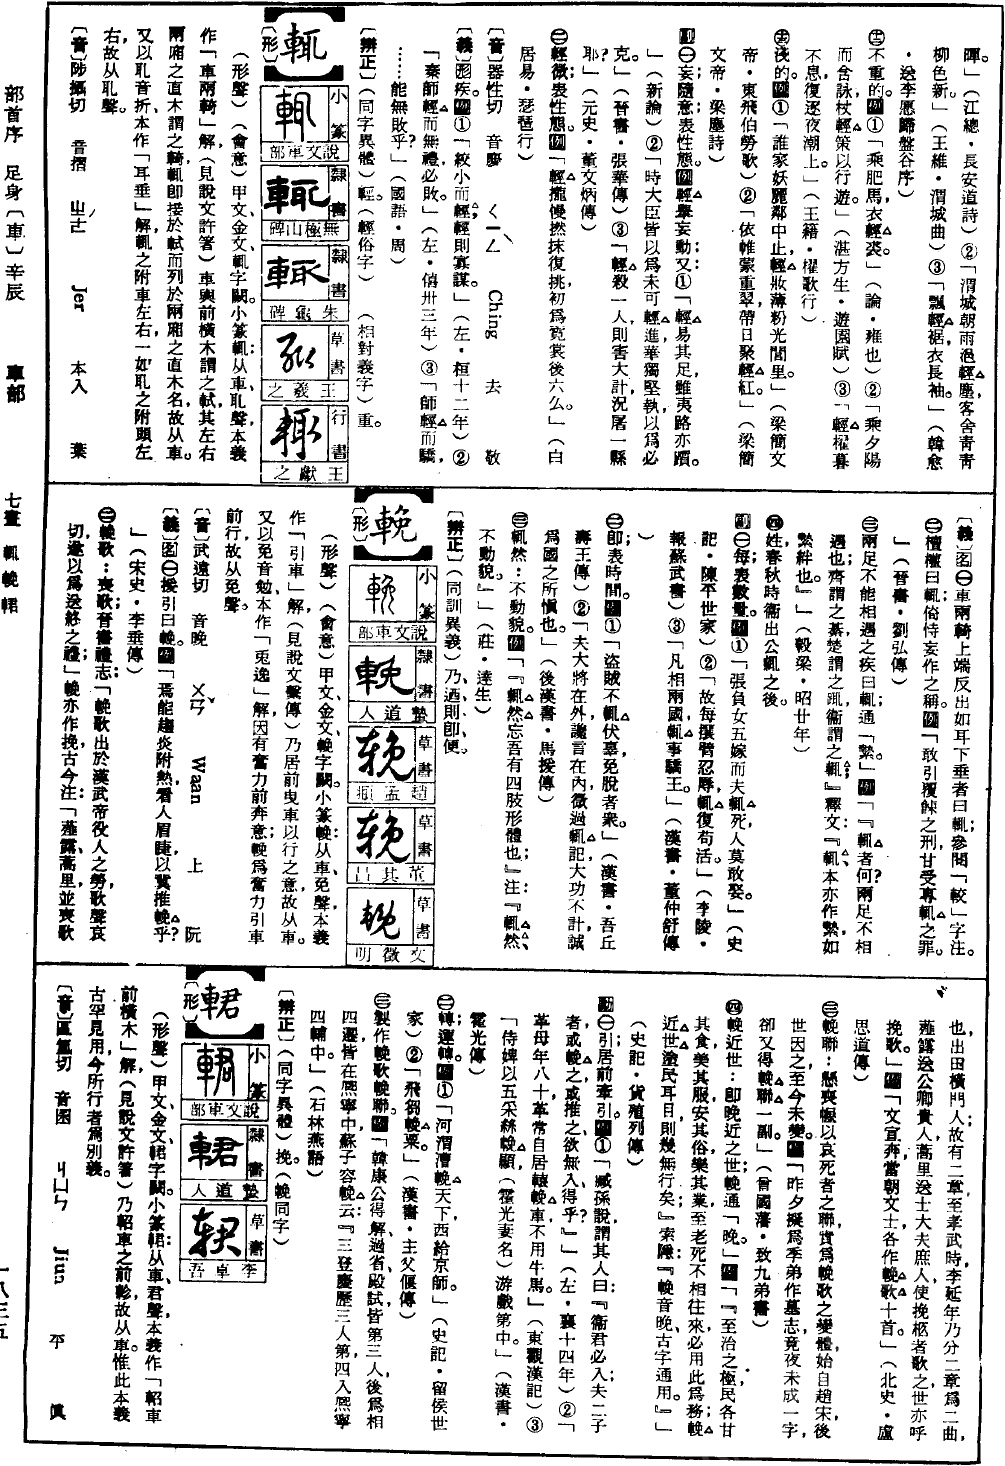 暉。」(江總・長安道詩)②「渭城朝雨浥輕塵,客舍青青
柳色新。」(王維・渭城曲)③「飄輕裾,衣長袖。」(韓愈
・送李愿歸盤谷序)
不重的。例①「乘肥馬,衣輕裘。」(論・雍也)②「乘夕陽
而含詠,杖輕策以行遊。」(湛方生・遊園賦)③「輕櫂暮
不息,復逐夜潮上。」(王籍・櫂歌行)
淺的。例①「誰家妖麗鄰中止,輕妝薄粉光閭里。」(梁簡文
帝・東飛伯勞歌)②「依帷蒙重翠,帶日聚輕紅。」(梁簡
文帝・梁塵詩)
副㊀妄;隨意;表性態。例「輕舉妄動」又:①「輕易其足,雖夷路亦躓。
」(新論)②「時大臣皆以爲未可輕進,華獨堅執,以爲必
克。」(晉書・張華傳)③「輕殺一人,則害大計,況屠一縣
耶?」(元史・董文炳傳)
㊁輕微;表性態。例「輕攏慢撚抹復挑,初爲霓裳後六么。」(白
居易・琵琶行)
〔音〕器性切 音慶 ㄑㄧㄥˋ Ching 去 敬
〔義〕形疾。例①「絞小而輕,輕則寡謀。」(左・桓十二年)②
「秦師輕而無禮,必敗。」(左・僖卅三年)③「師輕而驕,
……能無敗乎?」(國語・周)
〔辨正〕(同字異體)輕。(輕俗字) (相對義字)重。
輒
〔形〕
小篆 說文車部
隸書 無極山碑
隸書 朱龜碑
草書 王羲之
行書 王獻之
(形聲)(會意)甲文、金文輒字闕。小篆輒:从車、耴聲,本義
作「車兩輢」解(見說文許箸)車輿前橫木謂之軾,其左右
兩廂之直木謂之輢,輒卽接於軾而列於兩廂之直木名,故从車。
又以耴音折,本作「耳垂」解,輒之附車左右,一如耴之附頭左
右,故从耴聲。
〔音〕陟攝切 音摺 ㄓㄜˊ Jer 本入 葉
〔義〕名㊀車兩輢上端反出如耳下垂者曰輒;參閱「較」字注。
㊁擅權曰輒,俗恃妄作之稱。例「敢引覆餗之刑,甘受專輒之罪。
」(晉書・劉弘傳)
㊂兩足不能相過之疾曰輒;通「縶」。例「『輒者何?兩足不相
過也,齊謂之綦,楚謂之踂,衞謂之輒。』釋文『輒本亦作縶,如
縶絆也。』」(穀梁・昭廿年)
㊃姓,春秋時衞出公輒之後。
副㊀每;表數量。例①「張負女五嫁而夫輒死,人莫敢娶。」(史
記・陳平世家)②「故每攘臂忍辱,輒復苟活。」(李陵・
報蘇武書)③「凡相兩國,輒事驕王。」(漢書・董仲舒傳
)
㊁卽;表時間。例①「盜賊不輒伏辜,免脫者衆。」(漢書・吾丘
壽王傳)②「夫大將在外,讒言在內,微過輒記,大功不計,誠
爲國之所愼也。」(後漢書・馬援傳)
㊂輒然:不動貌。例「『輒然忘吾有四肢形體也』注:『輒然,
不動貌。』」(莊・達生)
〔辨正〕(同訓異義)乃、迺、則、卽、便。
輓
〔形〕
小篆 說文車部
隸書 蟄道人
草書 趙孟頫
草書 董其昌
草書 文徵明
(形聲)(會意)甲文、金文輓字闕。小篆輓:从車、免聲,本義
作「引車」解(見說文繫傳)乃居前曳車以行之意,故从車。
又以免音勉,本作「兎逸」解,因有奮力前奔意,輓爲奮力引車
前行,故从免聲。
〔音〕武遠切 音晚 ㄨㄢˇ Waan 上 阮
〔義〕名㊀援引曰輓。例「焉能趨炎附熱,看人眉睫,以冀推輓乎?
」(宋史・李垂傳)
㊁輓歌:喪歌。晉書禮志:「輓歌出於漢武帝役人之勞歌,聲哀
切,遂以爲送終之禮;」輓亦作挽;古今注:「薤露、蒿里,並喪歌
也,出田橫門人;故有二章,至孝武時,李延年乃分二章爲二曲,
薤露送公卿貴人,蒿里送士大夫庶人,使挽柩者歌之,世亦呼
挽歌。」例「文宣崩,當朝文士各作輓歌十首。」(北史・盧
思道傳)
㊂輓聯:懸喪幛以哀死者之聯,實爲輓歌之變體,始自趙宋,後
世因之,至今未變。例「昨夕擬爲季弟作墓志,竟夜未成一字,
卻又得輓聯一副。」(曾國藩・致九弟書)
㊃輓近世:卽晚近之世;輓通「晚」。例「『至治之極,民各甘
其食,美其服,安其俗,樂其業,至老死不相往來;必用此爲務,輓
近世塗民耳目,則幾無行矣。』索隱『輓音晚,古字通用。』」
(史記・貨殖列傳)
動㊀引;居前牽引。例①「臧孫說,謂其人曰『衞君必入;夫二子
者,或輓之,或推之,欲無入得乎?』」(左・襄十四年)②「
革母年八十,革常自居轅輓車,不用牛馬。」(東觀漢記)③
「侍婢以五采絲輓顯(霍光妻名)游戲第中。」(漢書・
霍光傳)
㊁轉運;轉。例①「河渭漕輓天下,西給京師。」(史記・留侯世
家)②「飛芻輓粟。」(漢書・主父偃傳)
㊂製作輓歌輓聯。例「韓康公得解,過省殿試,皆第三人,後爲相
四遷,皆在熙寧中,蘇子容輓云:『三登慶歷三人第,四入熙寧
四輔中。』(石林燕語)
〔辨正〕(同字異體)挽。(輓同字)
輑
〔形〕
小篆 說文車部
隸書 蟄道人
草書 李卓吾
(形聲)甲文、金文輑字闕。小篆輑:从車、君聲,本義作「軺車
前橫木」解(見說文許箸)乃軺車之前軫,故从車。惟此本義
古罕見用,今所行者爲別義。
〔音〕區筠切 音囷 ㄐㄩㄣ Jiun 平 眞
部首序 足身〔車〕辛辰 車部 七畫 輒輓輑 一八三五